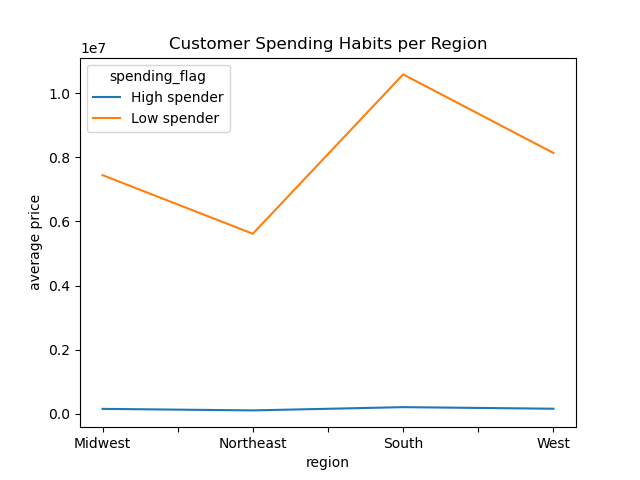 Customer Spending Habits per Region
1e7
spending_flag
High spender
Low spender
1.0
0.8
0.6
0.4
0.2
0.0
average price
Midwest Northeast South West
region